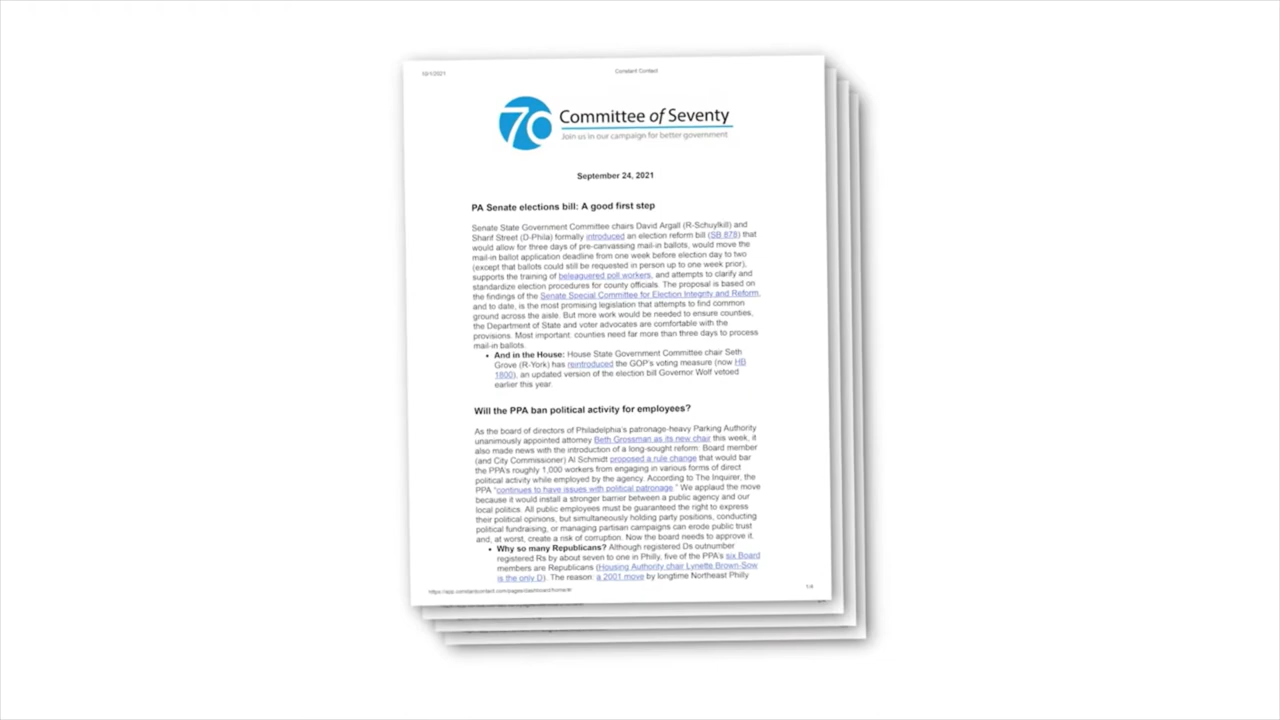 10/1/2021
Constant Contact
70
Committee of Seventy
Join us in our campaign for better government
September 24, 2021
PA Senate elections bill: A good first step
Senate State Government Committee chairs David Argall (R-Schuylkill) and
Sharif Street (D-Phila) formally introduced an election reform bill (SB 878) that
would allow for three days of pre-canvassing mail-in ballots, would move the
mail-in ballot application deadline from one week before election day to two
(except that ballots could still be requested in person up to one week prior),
supports the training of beleaguered poll workers, and attempts to clarify and
standardize election procedures for county officials. The proposal is based on
the findings of the Senate Special Committee for Election Integrity and Reform,
and to date, is the most promising legislation that attempts to find common
ground across the aisle. But more work would be needed to ensure counties,
the Department of State and voter advocates are comfortable with the
provisions. Most important: counties need far more than three days to process
mail-in ballots.
• And in the House: House State Government Committee chair Seth
Grove (R-York) has reintroduced the GOP's voting measure (now HB
1800), an updated version of the election bill Governor Wolf vetoed
earlier this year.
Will the PPA ban political activity for employees?
As the board of directors of Philadelphia's patronage-heavy Parking Authority
unanimously appointed attorney Beth Grossman as its new chair this week, it
also made news with the introduction of a long-sought reform. Board member
(and City Commissioner) Al Schmidt proposed a rule change that would bar
the PPA's roughly 1,000 workers from engaging in various forms of direct
political activity while employed by the agency. According to The Inquirer, the
PPA "continues to have issues with political patronage." We applaud the move
because it would install a stronger barrier between a public agency and our
local politics. All public employees must be guaranteed the right to express
their political opinions, but simultaneously holding party positions, conducting
political fundraising, or managing partisan campaigns can erode public trust
and, at worst, create a risk of corruption. Now the board needs to approve it.
• Why so many Republicans? Although registered Ds outnumber
registered Rs by about seven to one in Philly, five of the PPA's six Board
members are Republicans (Housing Authority chair Lynette Brown-Sow
is the only D). The reason: a 2001 move by longtime Northeast Philly
https://app.constantcontact.com/pages/dashboard/home#/
1/4